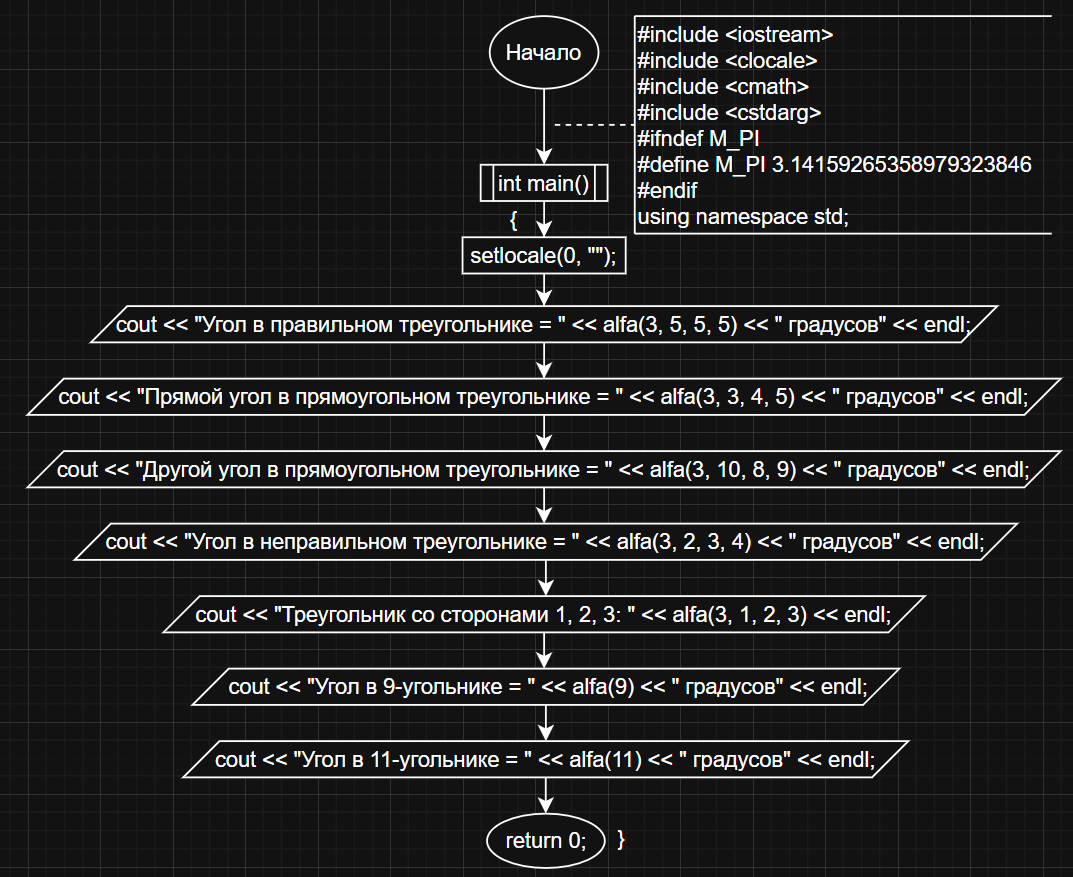 Начало
#include <iostream>
#include <clocale>
#include <cmath>
#include <cstdarg>
#ifndef M_PI
#define M_PI 3.14159265358979323846
#endif
using namespace std;
int main()
{
setlocale(0, "");
cout << "Угол в правильном треугольнике = " << alfa(3, 5, 5, 5) << " градусов" << endl;
cout << "Прямой угол в прямоугольном треугольнике = " << alfa(3, 3, 4, 5) << " градусов" << endl;
cout << "Другой угол в прямоугольном треугольнике = " << alfa(3, 10, 8, 9) << " градусов" << endl;
cout << "Угол в неправильном треугольнике = " << alfa(3, 2, 3, 4) << " градусов" << endl;
cout << "Треугольник со сторонами 1, 2, 3: " << alfa(3, 1, 2, 3) << endl;
cout << "Угол в 9-угольнике = " << alfa(9) << " градусов" << endl;
cout << "Угол в 11-угольнике = " << alfa(11) << " градусов" << endl;
return 0; }